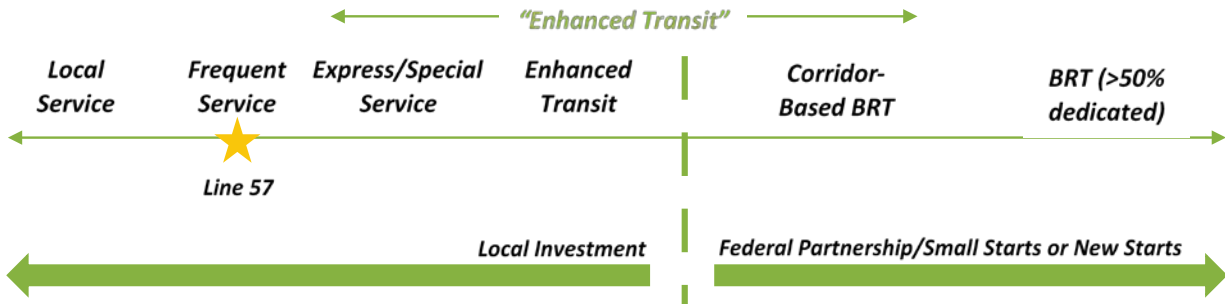 “Enhanced Transit”
Local
Service
Frequent
Service
Express/Special
Service
Enhanced
Transit
Corridor-
Based BRT
BRT (>50%
dedicated)
Line 57
Local Investment
Federal Partnership/Small Starts or New Starts